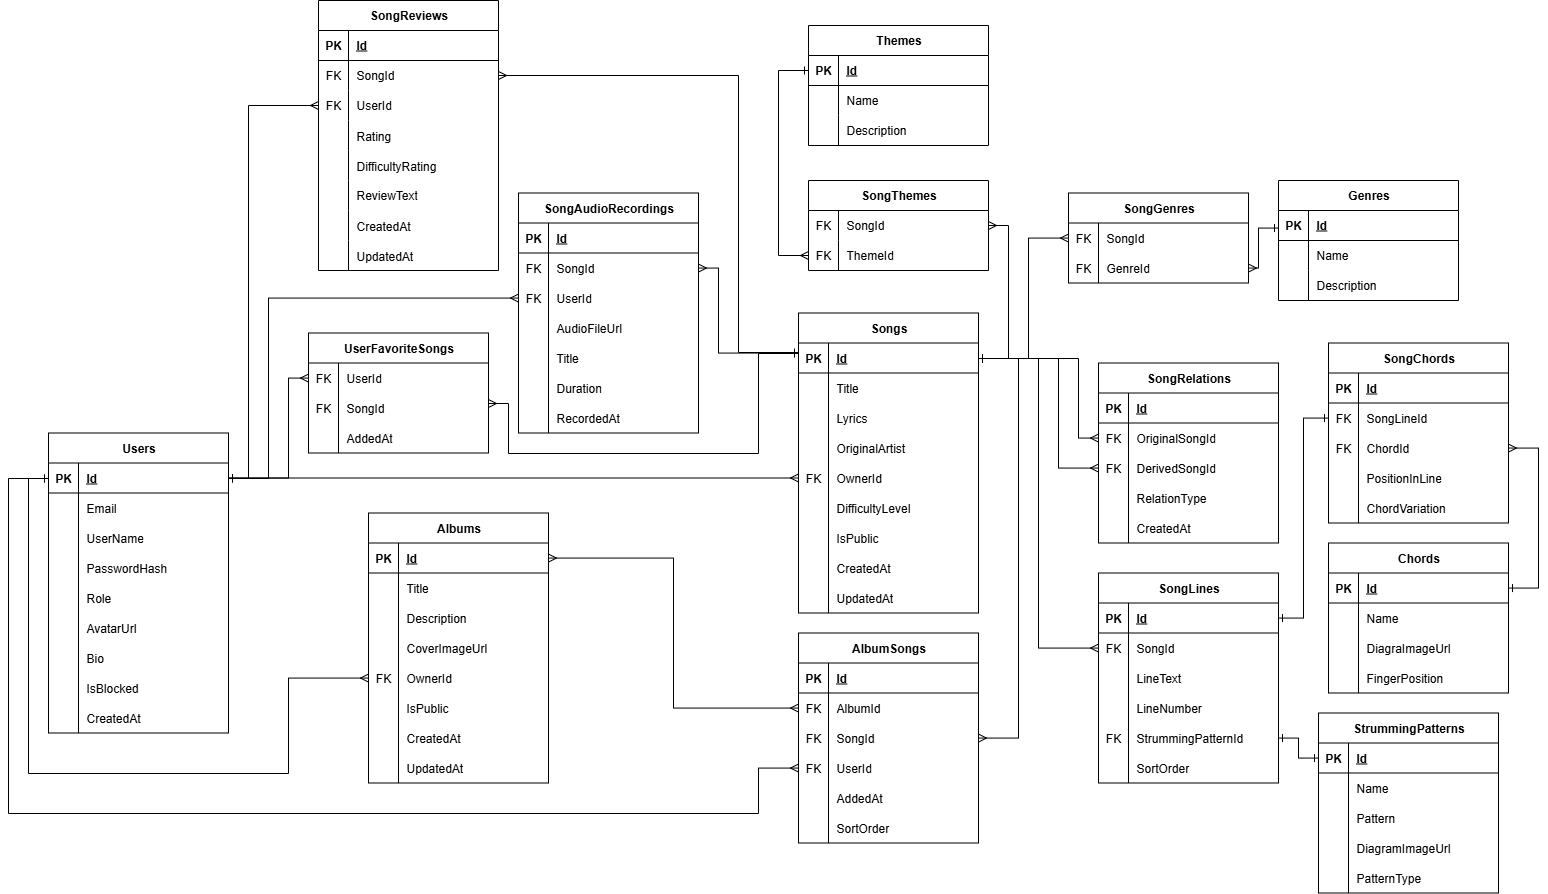 SongReviews
PK Id
FK SongId
FK UserId
Rating
DifficultyRating
ReviewText
CreatedAt
UpdatedAt
Themes
PK Id
Name
Description
SongThemes
FK SongId
FK ThemeId
SongGenres
FK SongId
FK GenreId
Genres
PK Id
Name
Description
SongAudioRecordings
PK Id
FK SongId
FK UserId
AudioFileUrl
Title
Duration
RecordedAt
UserFavoriteSongs
FK UserId
FK SongId
AddedAt
Songs
PK Id
Title
Lyrics
OriginalArtist
FK OwnerId
DifficultyLevel
IsPublic
CreatedAt
UpdatedAt
SongRelations
PK Id
FK OriginalSongId
FK DerivedSongId
RelationType
CreatedAt
SongChords
PK Id
FK SongLineId
FK ChordId
PositionInLine
ChordVariation
Users
PK Id
Email
UserName
PasswordHash
Role
AvatarUrl
Bio
IsBlocked
CreatedAt
Albums
PK Id
Title
Description
CoverImageUrl
FK OwnerId
IsPublic
CreatedAt
UpdatedAt
AlbumSongs
PK Id
FK AlbumId
FK SongId
FK UserId
AddedAt
SortOrder
SongLines
PK Id
FK SongId
LineText
LineNumber
FK StrummingPatternId
SortOrder
Chords
PK Id
Name
DiagraImageUrl
FingerPosition
StrummingPatterns
PK Id
Name
Pattern
DiagramImageUrl
PatternType